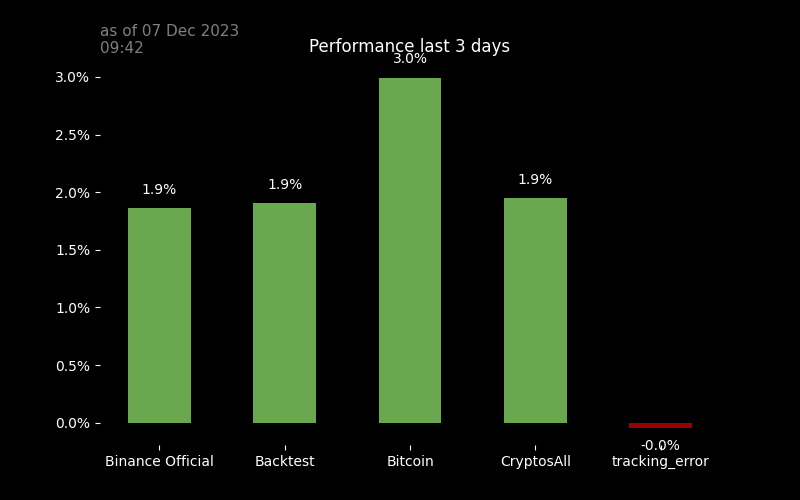 as of 07 Dec 2023
09:42
Performance last 3 days
3.0%
3.0%
2.5%
2.0%
1.5%
1.0%
0.5%
0.0%
1.9%
1.9%
1.9%
-0.0%
Binance Official
Backtest
Bitcoin
CryptosAll
tracking_error